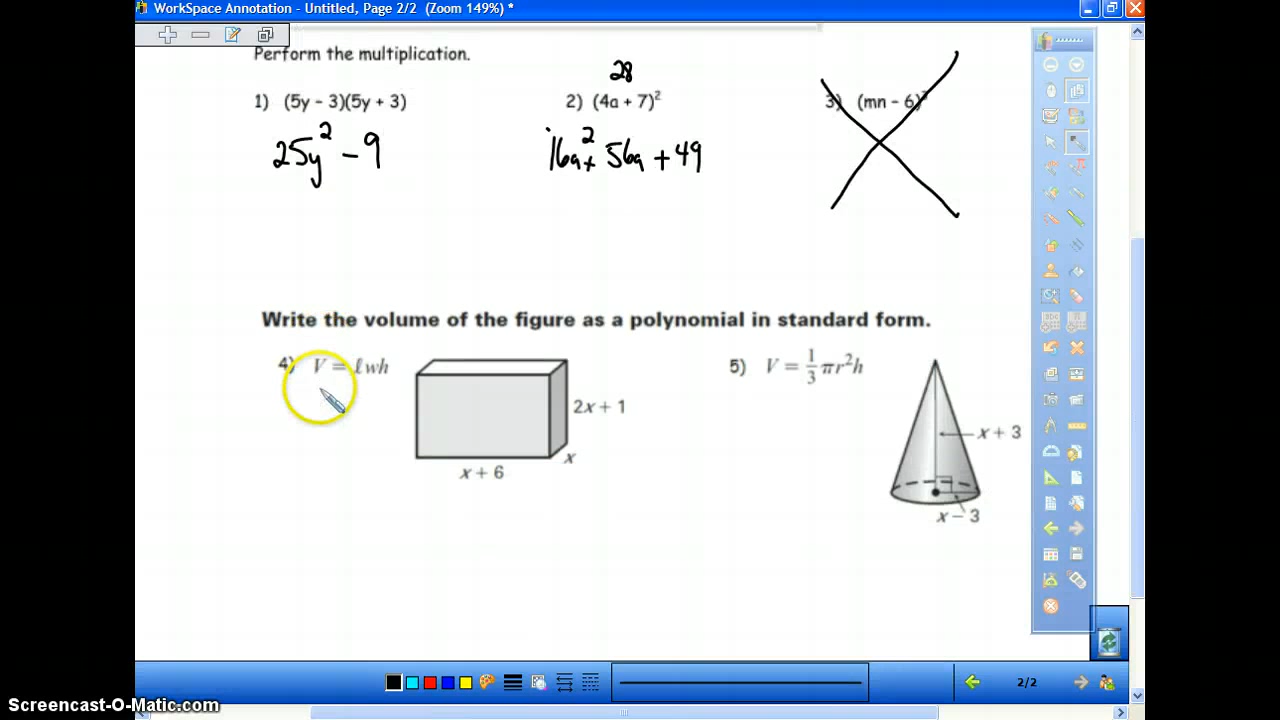 WorkSpace Annotation - Untitled, Page 2/2 (Zoom 149%) *
Perform the multiplication.
28
1) (5y - 3)(5y + 3)
2) (4a + 7)²
3) (mn - 6)
25y² - 9
16a² + 56a + 49
Write the volume of the figure as a polynomial in standard form.
4) V = ℓwh
2x + 1
x
x + 6
5) V = 1/3 πr²h
x + 3
x - 3
2/2
Screencast-O-Matic.com